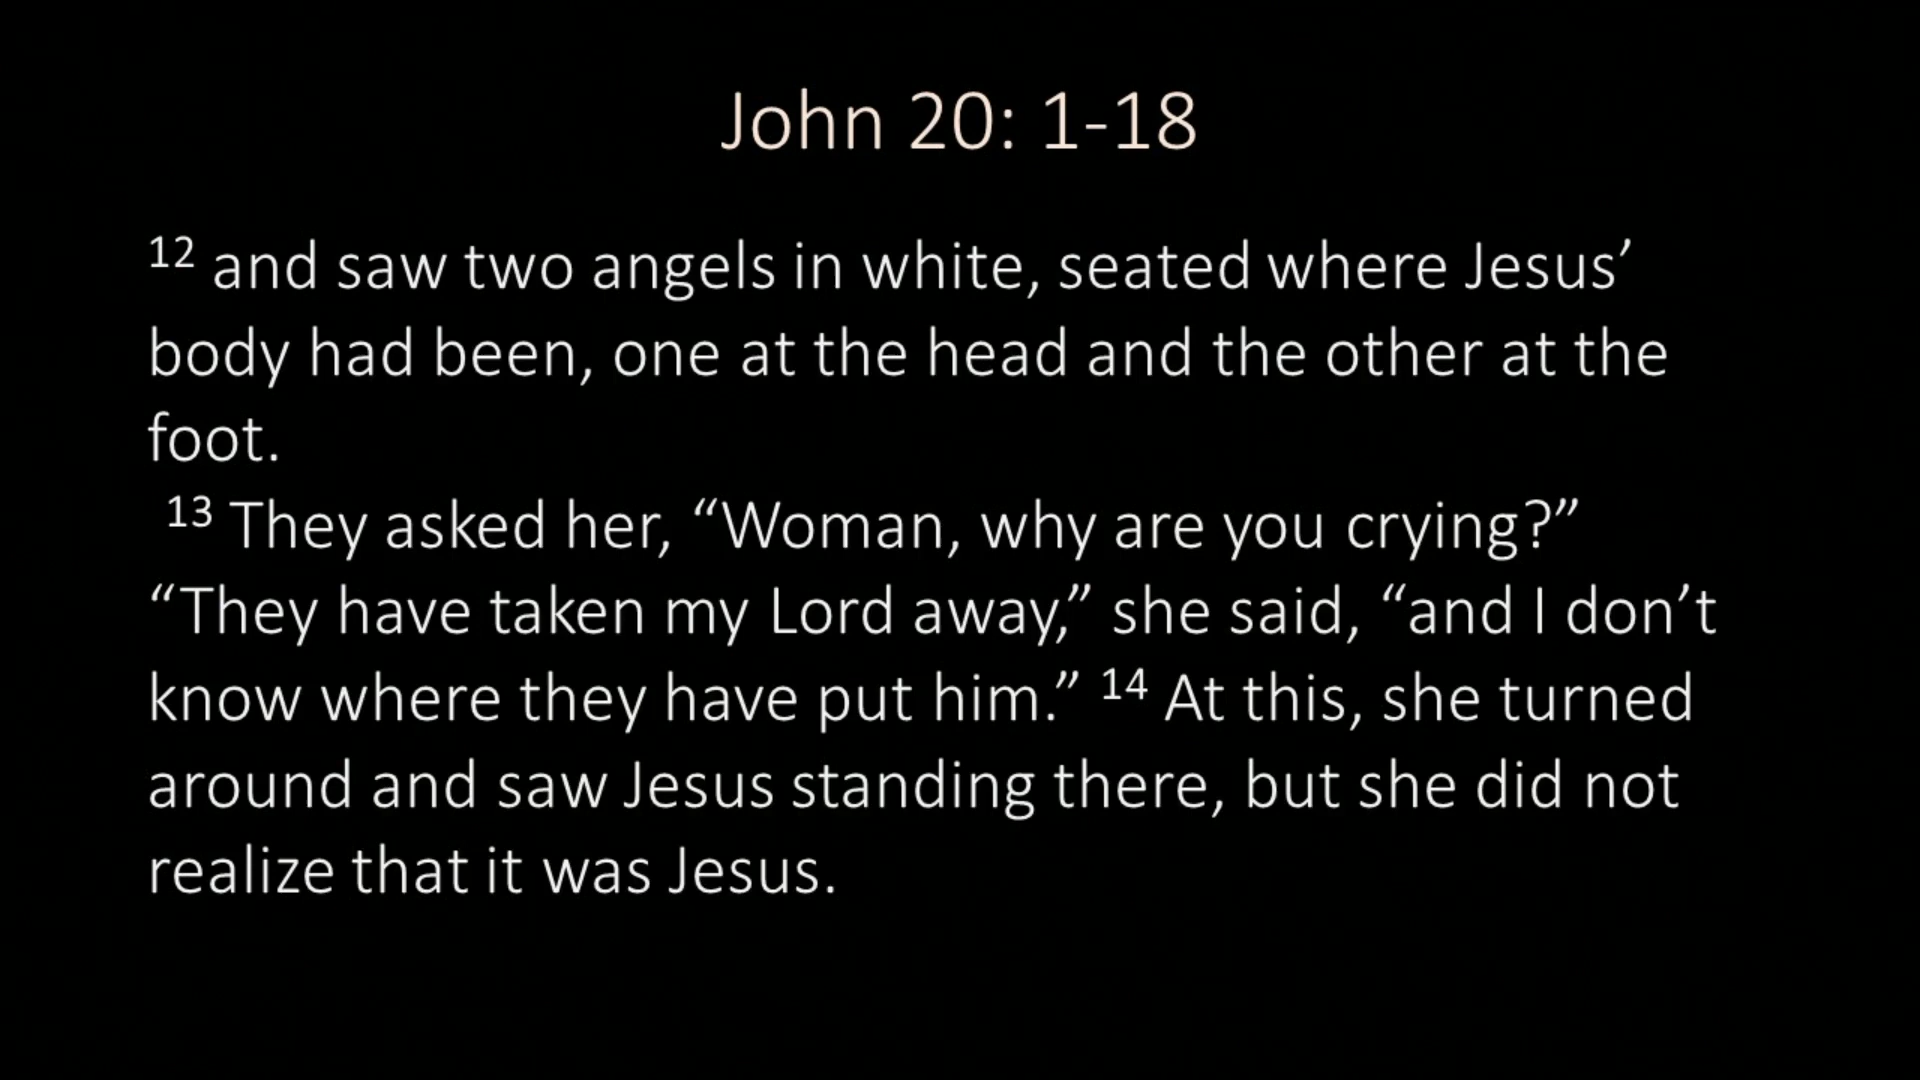 John 20: 1-18
12 and saw two angels in white, seated where Jesus’
body had been, one at the head and the other at the
foot.
13 They asked her, “Woman, why are you crying?”
“They have taken my Lord away,” she said, “and I don’t
know where they have put him.” 14 At this, she turned
around and saw Jesus standing there, but she did not
realize that it was Jesus.